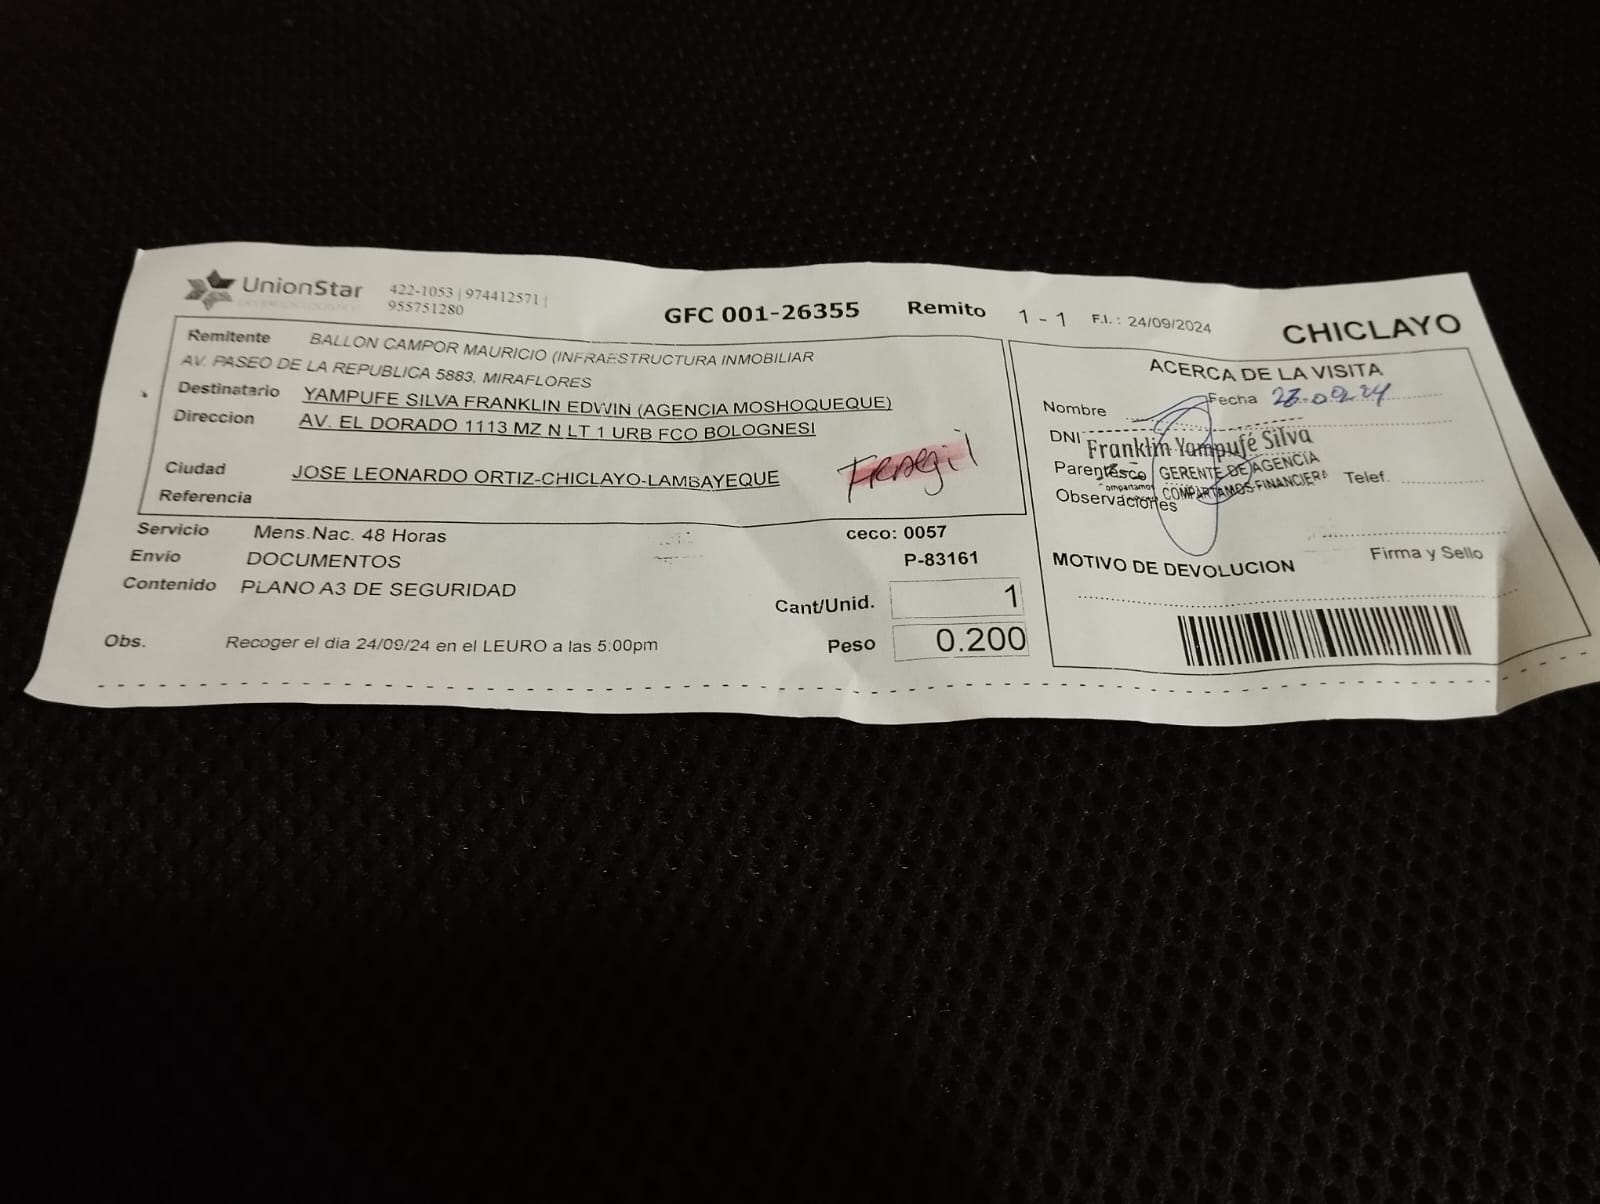 UnionStar
422-1053 | 974412571 |
955751280
GFC 001-26355 Remito 1 - 1 F.I. : 24/09/2024 CHICLAYO
Remitente BALLON CAMPOR MAURICIO (INFRAESTRUCTURA INMOBILIAR
AV. PASEO DE LA REPUBLICA 5883, MIRAFLORES
Destinatario YAMPUFE SILVA FRANKLIN EDWIN (AGENCIA MOSHOQUEQUE)
Direccion AV. EL DORADO 1113 MZ N LT 1 URB FCO BOLOGNESI
Ciudad JOSE LEONARDO ORTIZ-CHICLAYO-LAMBAYEQUE
Referencia
Servicio Mens.Nac. 48 Horas ceco: 0057
Envio DOCUMENTOS P-83161
Contenido PLANO A3 DE SEGURIDAD
Cant/Unid. 1
Obs. Recoger el dia 24/09/24 en el LEURO a las 5:00pm
Peso 0.200
ACERCA DE LA VISITA
Nombre Fecha
DNI Franklin Yampufé Silva
Parentesco GERENTE DE AGENCIA
Observaciones COMPARTAMOS FINANCIERA Telef.
Firma y Sello
MOTIVO DE DEVOLUCION